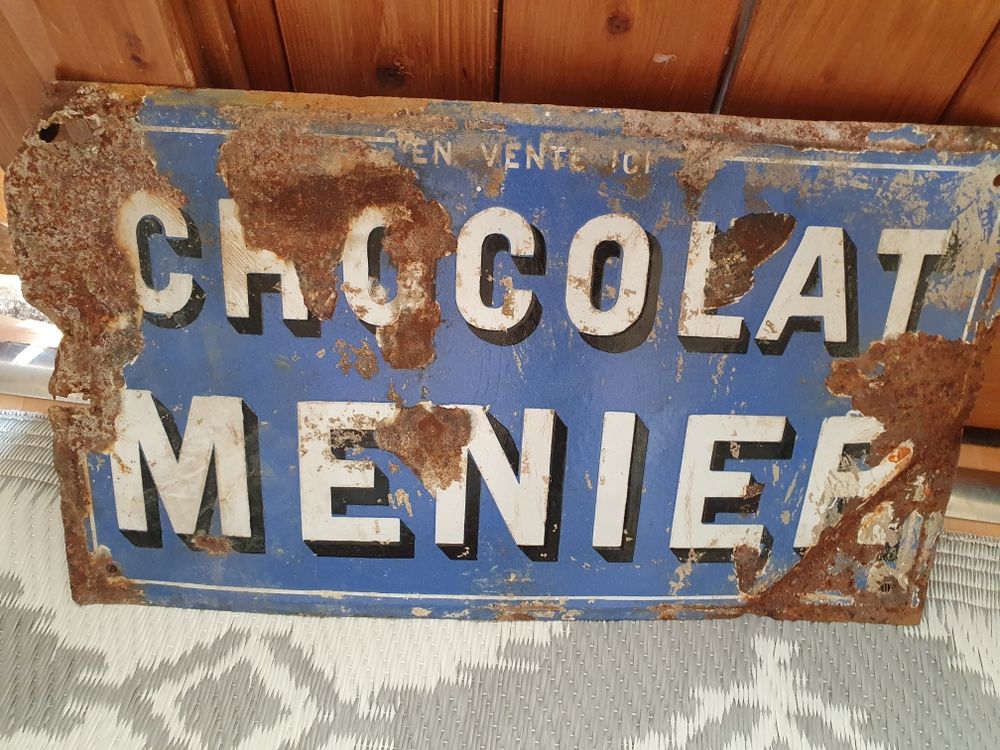 EN VENTE ICI
CHOCOLAT
MENIER